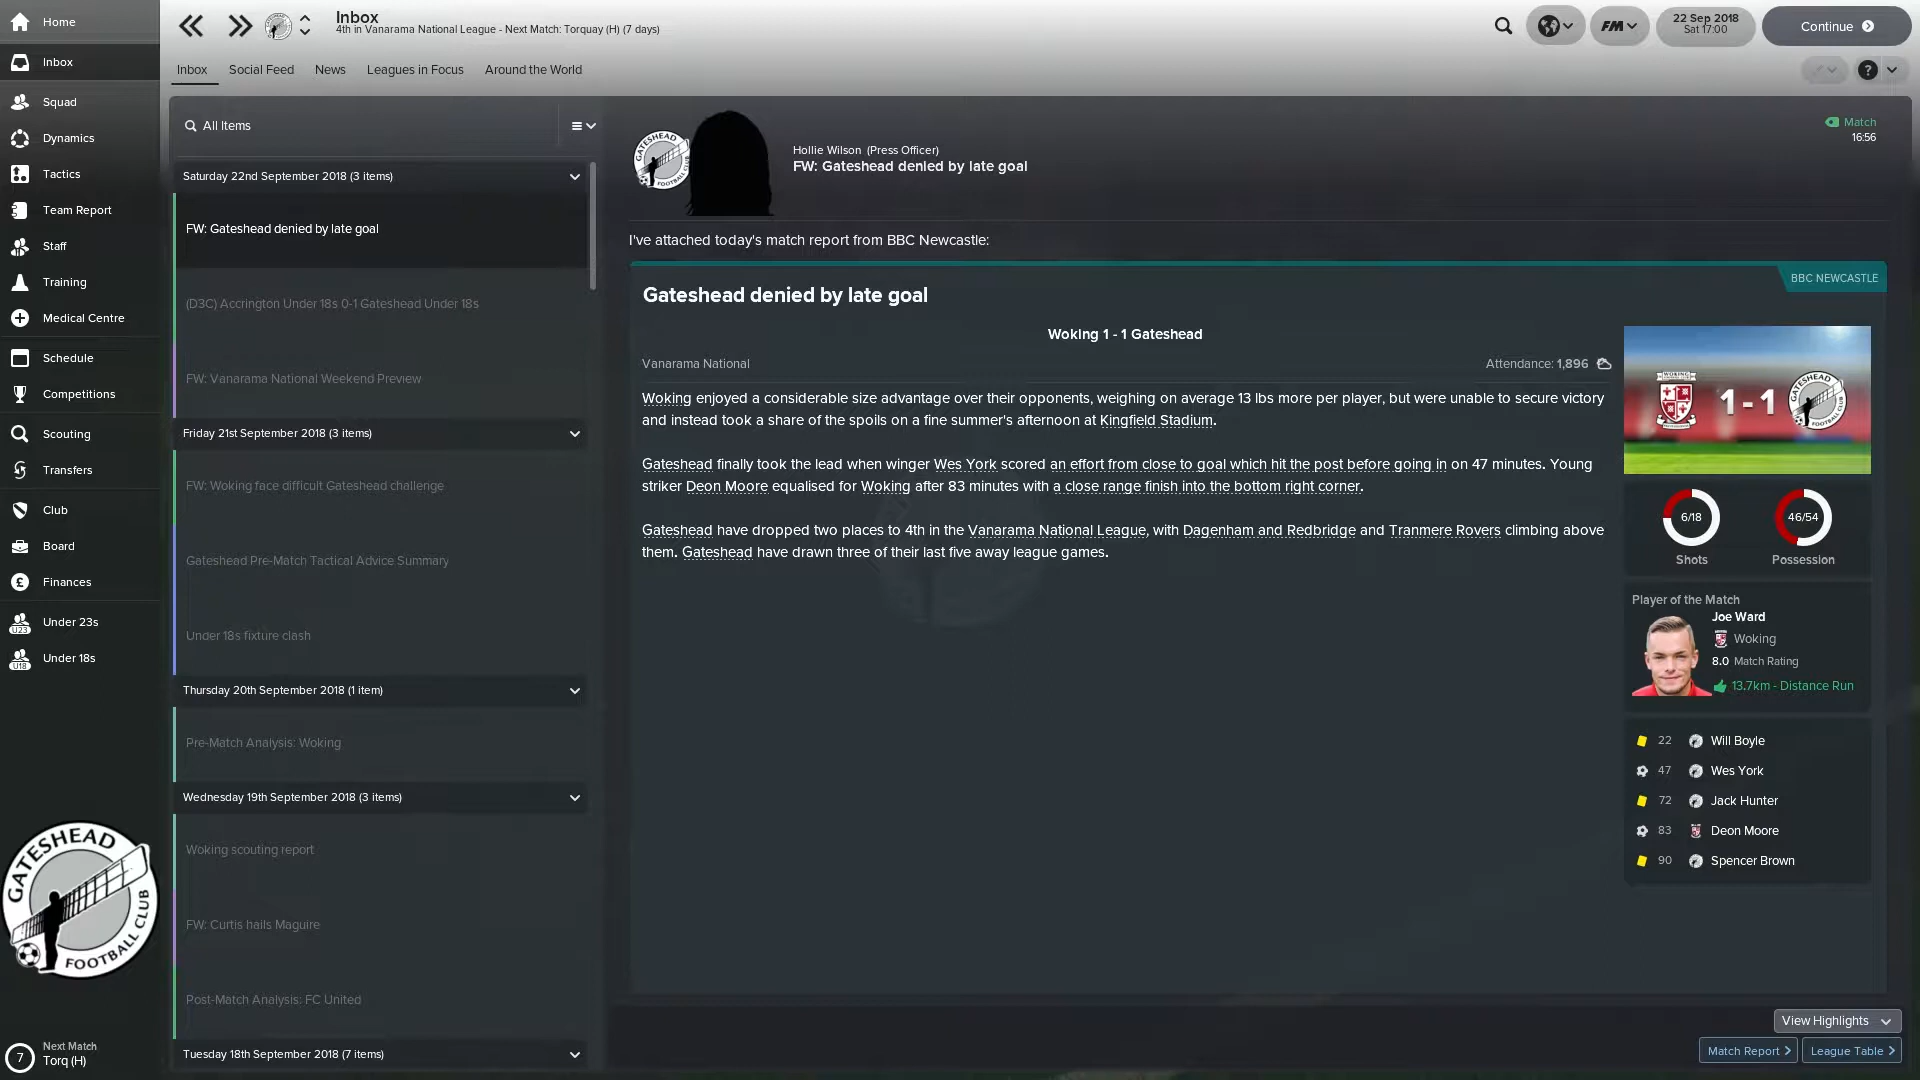 Home
Inbox
Squad
Dynamics
Tactics
Team Report
Staff
Training
Medical Centre
Schedule
Competitions
Scouting
Transfers
Club
Board
Finances
U23
Under 23s
U18
Under 18s
GATESHEAD
FOOTBALL CLUB
7
Next Match
Torq (H)
Inbox
4th in Vanarama National League - Next Match: Torquay (H) (7 days)
FM
22 Sep 2018
Sat 17:00
Continue
Inbox
Social Feed
News
Leagues in Focus
Around the World
?
All Items
Saturday 22nd September 2018 (3 items)
FW: Gateshead denied by late goal
(D3C) Accrington Under 18s 0-1 Gateshead Under 18s
FW: Vanarama National Weekend Preview
Friday 21st September 2018 (3 items)
FW: Woking face difficult Gateshead challenge
Gateshead Pre-Match Tactical Advice Summary
Under 18s fixture clash
Thursday 20th September 2018 (1 item)
Pre-Match Analysis: Woking
Wednesday 19th September 2018 (3 items)
Woking scouting report
FW: Curtis hails Maguire
Post-Match Analysis: FC United
Tuesday 18th September 2018 (7 items)
GATESHEAD
FOOTBALL CLUB
Hollie Wilson (Press Officer)
FW: Gateshead denied by late goal
Match
16:56
I've attached today's match report from BBC Newcastle:
BBC NEWCASTLE
Gateshead denied by late goal
Woking 1 - 1 Gateshead
Vanarama National
Attendance: 1,896
Woking enjoyed a considerable size advantage over their opponents, weighing on average 13 lbs more per player, but were unable to secure victory
and instead took a share of the spoils on a fine summer's afternoon at Kingfield Stadium.
Gateshead finally took the lead when winger Wes York scored an effort from close to goal which hit the post before going in on 47 minutes. Young
striker Deon Moore equalised for Woking after 83 minutes with a close range finish into the bottom right corner.
Gateshead have dropped two places to 4th in the Vanarama National League, with Dagenham and Redbridge and Tranmere Rovers climbing above
them. Gateshead have drawn three of their last five away league games.
WOKING
1 - 1
GATESHEAD
FOOTBALL CLUB
6/18
Shots
46/54
Possession
Player of the Match
Joe Ward
Woking
8.0 Match Rating
13.7km - Distance Run
22 Will Boyle
47 Wes York
72 Jack Hunter
83 Deon Moore
90 Spencer Brown
View Highlights
Match Report
League Table